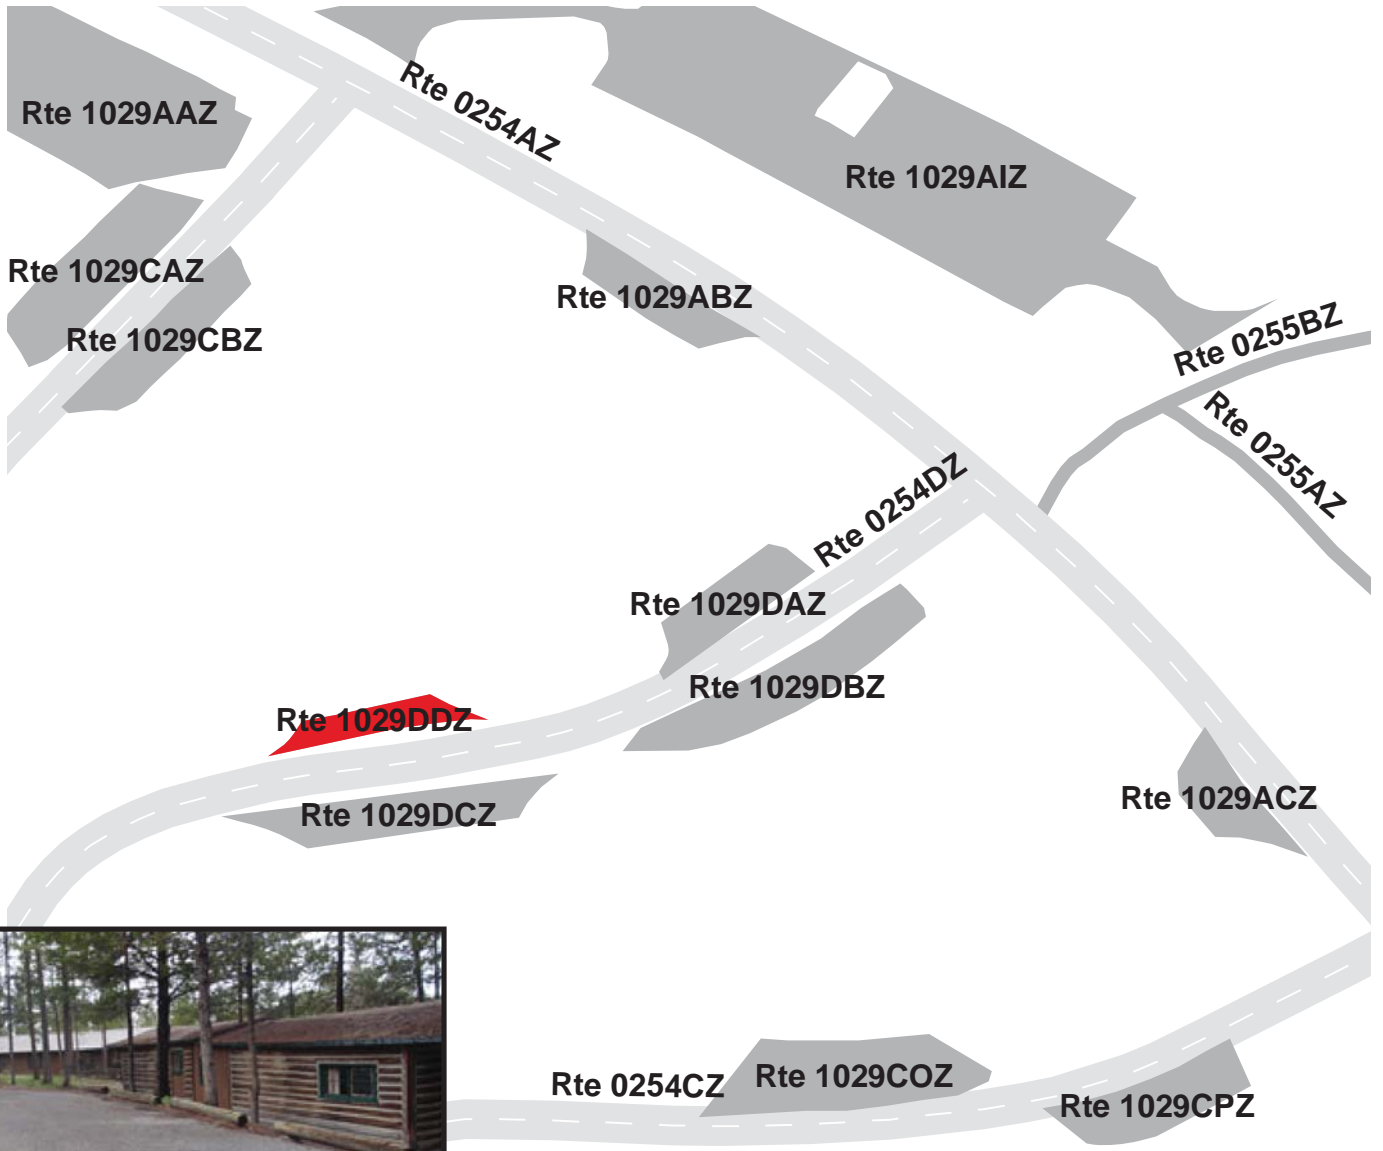 Rte 0254AZ
Rte 1029AAZ
Rte 1029AIZ
Rte 1029CAZ
Rte 1029ABZ
Rte 1029CBZ
Rte 0255BZ
Rte 0255AZ
Rte 0254DZ
Rte 1029DAZ
Rte 1029DBZ
Rte 1029DDZ
Rte 1029DCZ
Rte 1029ACZ
Rte 0254CZ
Rte 1029COZ
Rte 1029CPZ